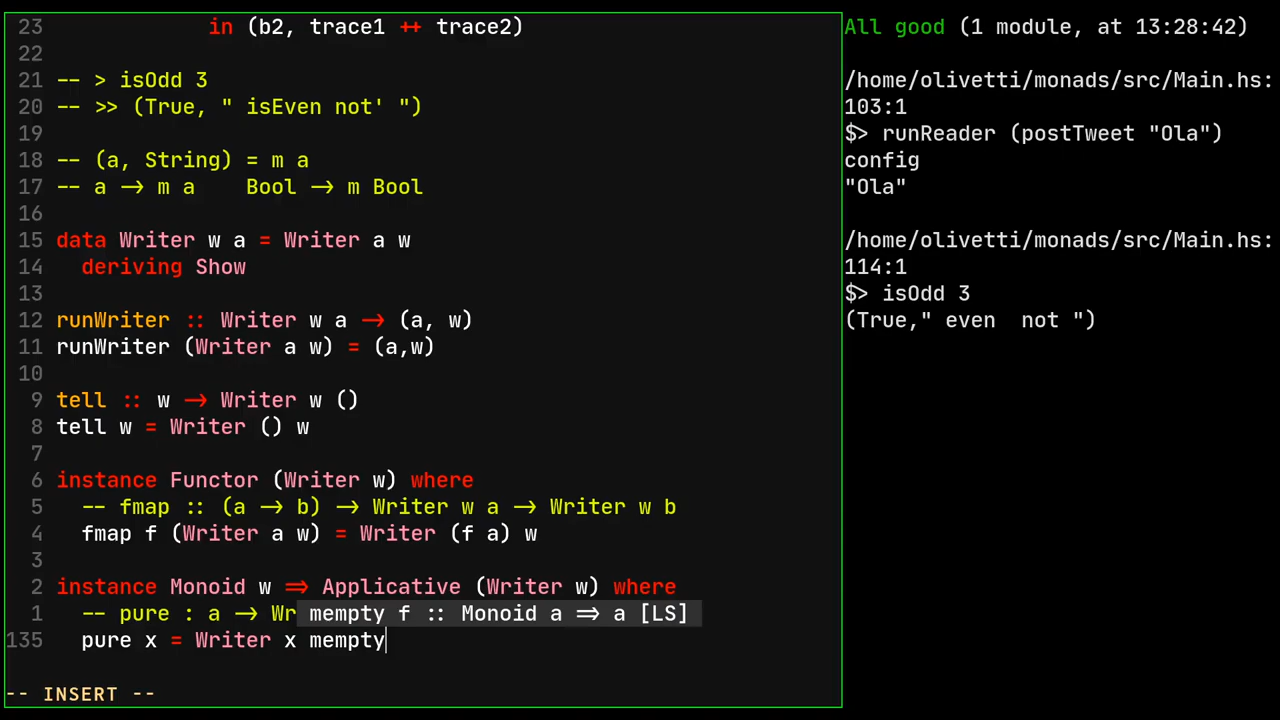 23             in (b2, trace1 ++ trace2)
22
21 -- > isOdd 3
20 -- >> (True, " isEven not' ")
19
18 -- (a, String) = m a
17 -- a -> m a    Bool -> m Bool
16
15 data Writer w a = Writer a w
14   deriving Show
13
12 runWriter :: Writer w a -> (a, w)
11 runWriter (Writer a w) = (a,w)
10
9 tell :: w -> Writer w ()
8 tell w = Writer () w
7
6 instance Functor (Writer w) where
5   -- fmap :: (a -> b) -> Writer w a -> Writer w b
4   fmap f (Writer a w) = Writer (f a) w
3
2 instance Monoid w => Applicative (Writer w) where
1   -- pure : a -> Wr mempty f :: Monoid a => a [LS]
135   pure x = Writer x mempty
-- INSERT --
All good (1 module, at 13:28:42)
/home/olivetti/monads/src/Main.hs:
103:1
$> runReader (postTweet "Ola")
config
"Ola"
/home/olivetti/monads/src/Main.hs:
114:1
$> isOdd 3
(True," even  not ")